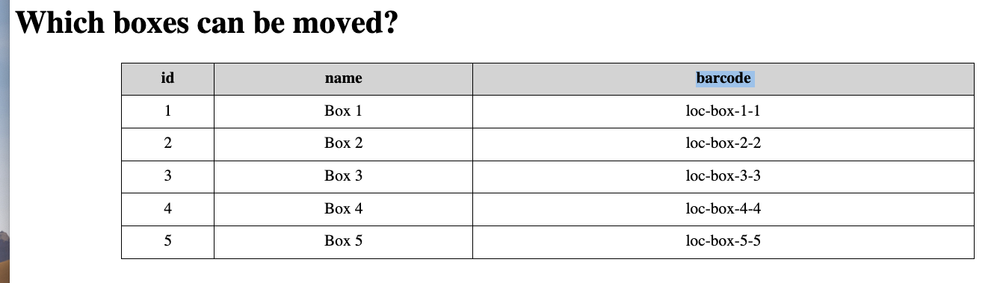 Which boxes can be moved?
id name barcode
1 Box 1 loc-box-1-1
2 Box 2 loc-box-2-2
3 Box 3 loc-box-3-3
4 Box 4 loc-box-4-4
5 Box 5 loc-box-5-5